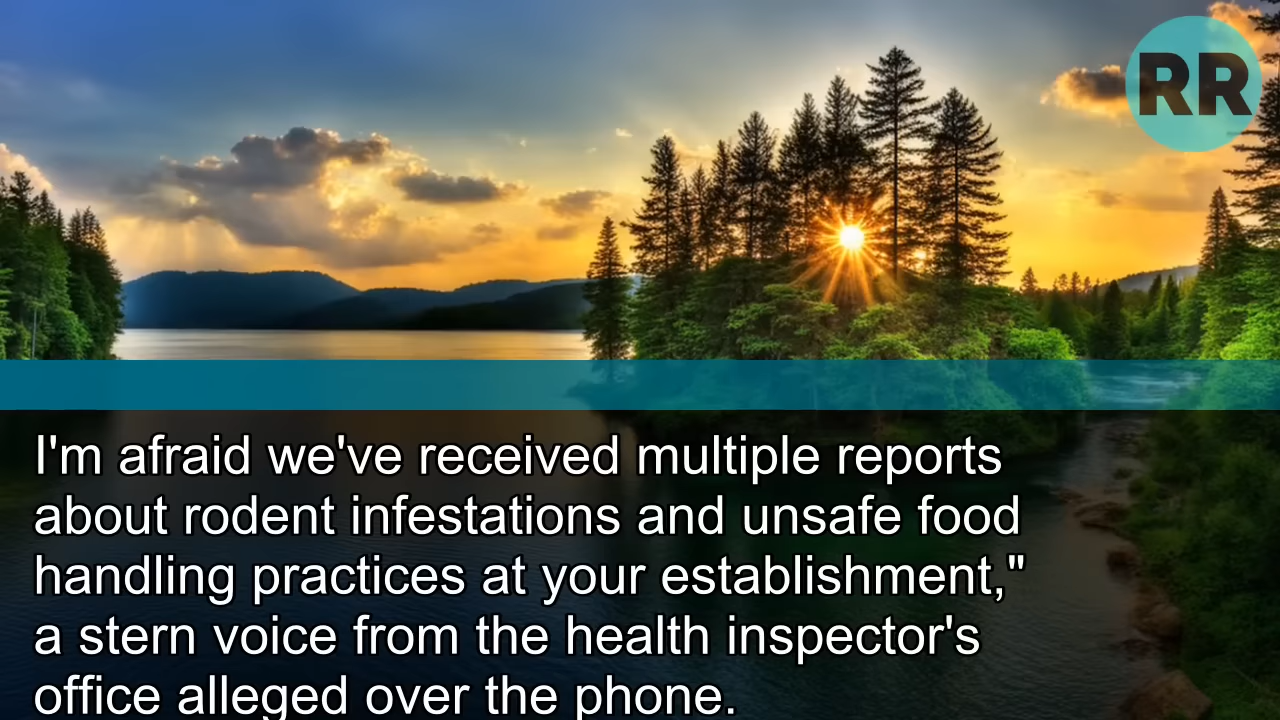 RR
I'm afraid we've received multiple reports
about rodent infestations and unsafe food
handling practices at your establishment,"
a stern voice from the health inspector's
office alleged over the phone.